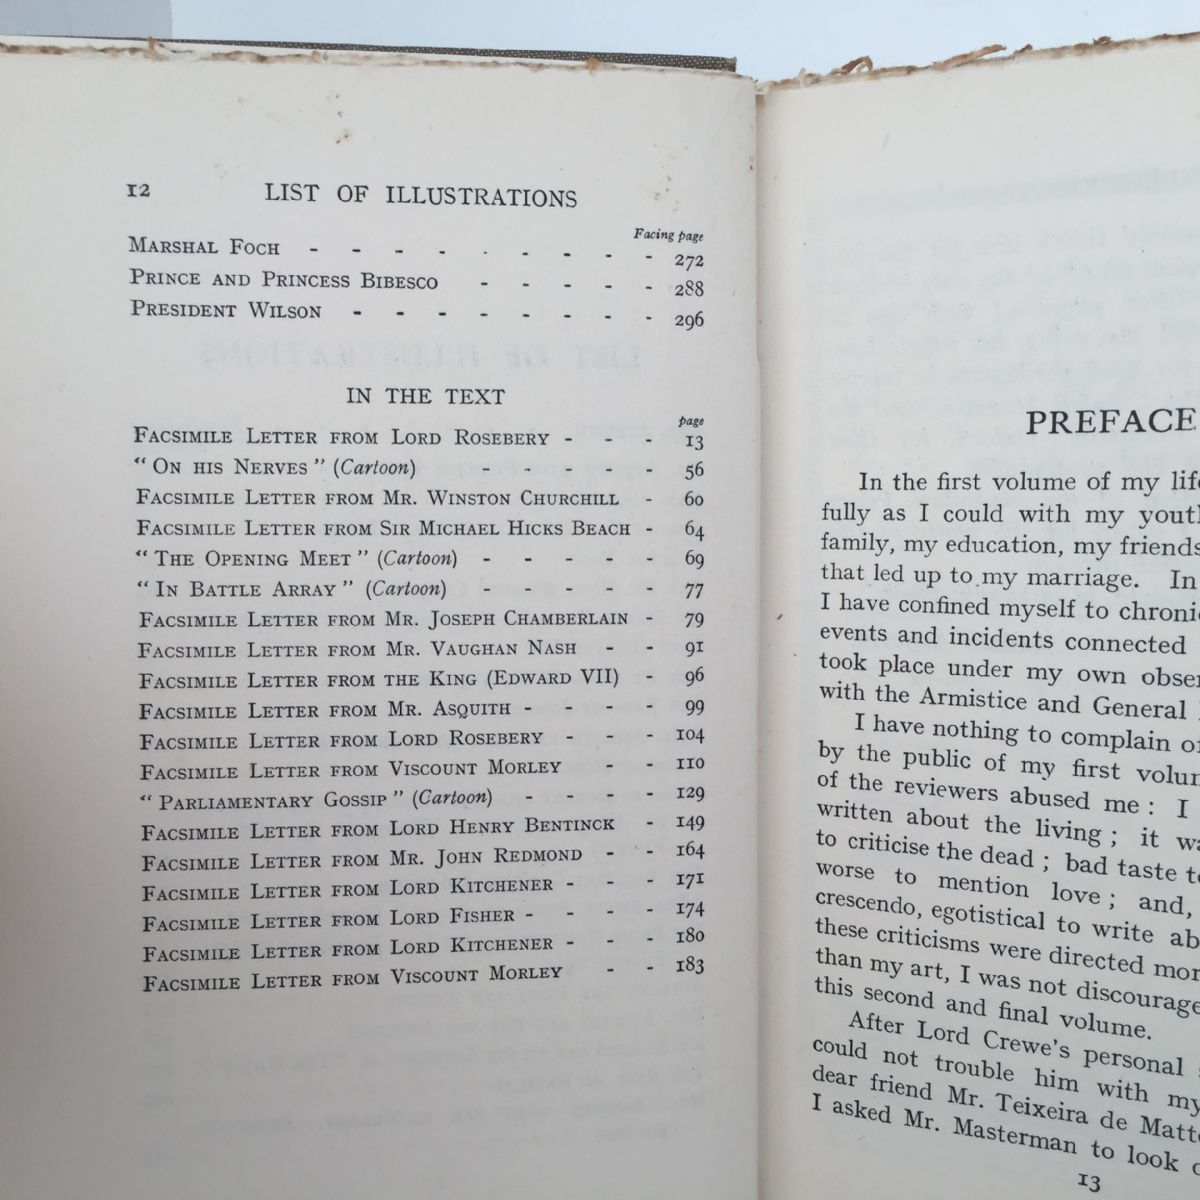 12 LIST OF ILLUSTRATIONS
Facing page
MARSHAL FOCH - - - - - - - - - 272
PRINCE AND PRINCESS BIBESCO - - - - - 288
PRESIDENT WILSON - - - - - - - - 296
IN THE TEXT
page
FACSIMILE LETTER FROM LORD ROSEBERY - - - 13
“ON HIS NERVES” (Cartoon) - - - - - 56
FACSIMILE LETTER FROM MR. WINSTON CHURCHILL - 60
FACSIMILE LETTER FROM SIR MICHAEL HICKS BEACH - 64
“THE OPENING MEET” (Cartoon) - - - - - 69
“IN BATTLE ARRAY” (Cartoon) - - - - - 77
FACSIMILE LETTER FROM MR. JOSEPH CHAMBERLAIN - 79
FACSIMILE LETTER FROM MR. VAUGHAN NASH - - 91
FACSIMILE LETTER FROM THE KING (EDWARD VII) - 96
FACSIMILE LETTER FROM MR. ASQUITH - - - - 99
FACSIMILE LETTER FROM LORD ROSEBERY - - - 104
FACSIMILE LETTER FROM VISCOUNT MORLEY - - 110
“PARLIAMENTARY GOSSIP” (Cartoon) - - - - 129
FACSIMILE LETTER FROM LORD HENRY BENTINCK - 149
FACSIMILE LETTER FROM MR. JOHN REDMOND - - 164
FACSIMILE LETTER FROM LORD KITCHENER - - - 171
FACSIMILE LETTER FROM LORD FISHER - - - - 174
FACSIMILE LETTER FROM LORD KITCHENER - - - 180
FACSIMILE LETTER FROM VISCOUNT MORLEY - - 183
PREFACE
In the first volume of my
fully as I could with my
family, my education, my friends
that led up to my marriage. In
I have confined myself to
events and incidents connected
took place under my own
with the Armistice and General
I have nothing to complain
by the public of my first
of the reviewers abused me : I
written about the living ; it
to criticise the dead ; bad taste
worse to mention love ; and,
crescendo, egotistical to write
these criticisms were directed
than my art, I was not
this second and final volume.
After Lord Crewe's personal
could not trouble him with my
dear friend Mr. Teixeira de
I asked Mr. Masterman to look
13